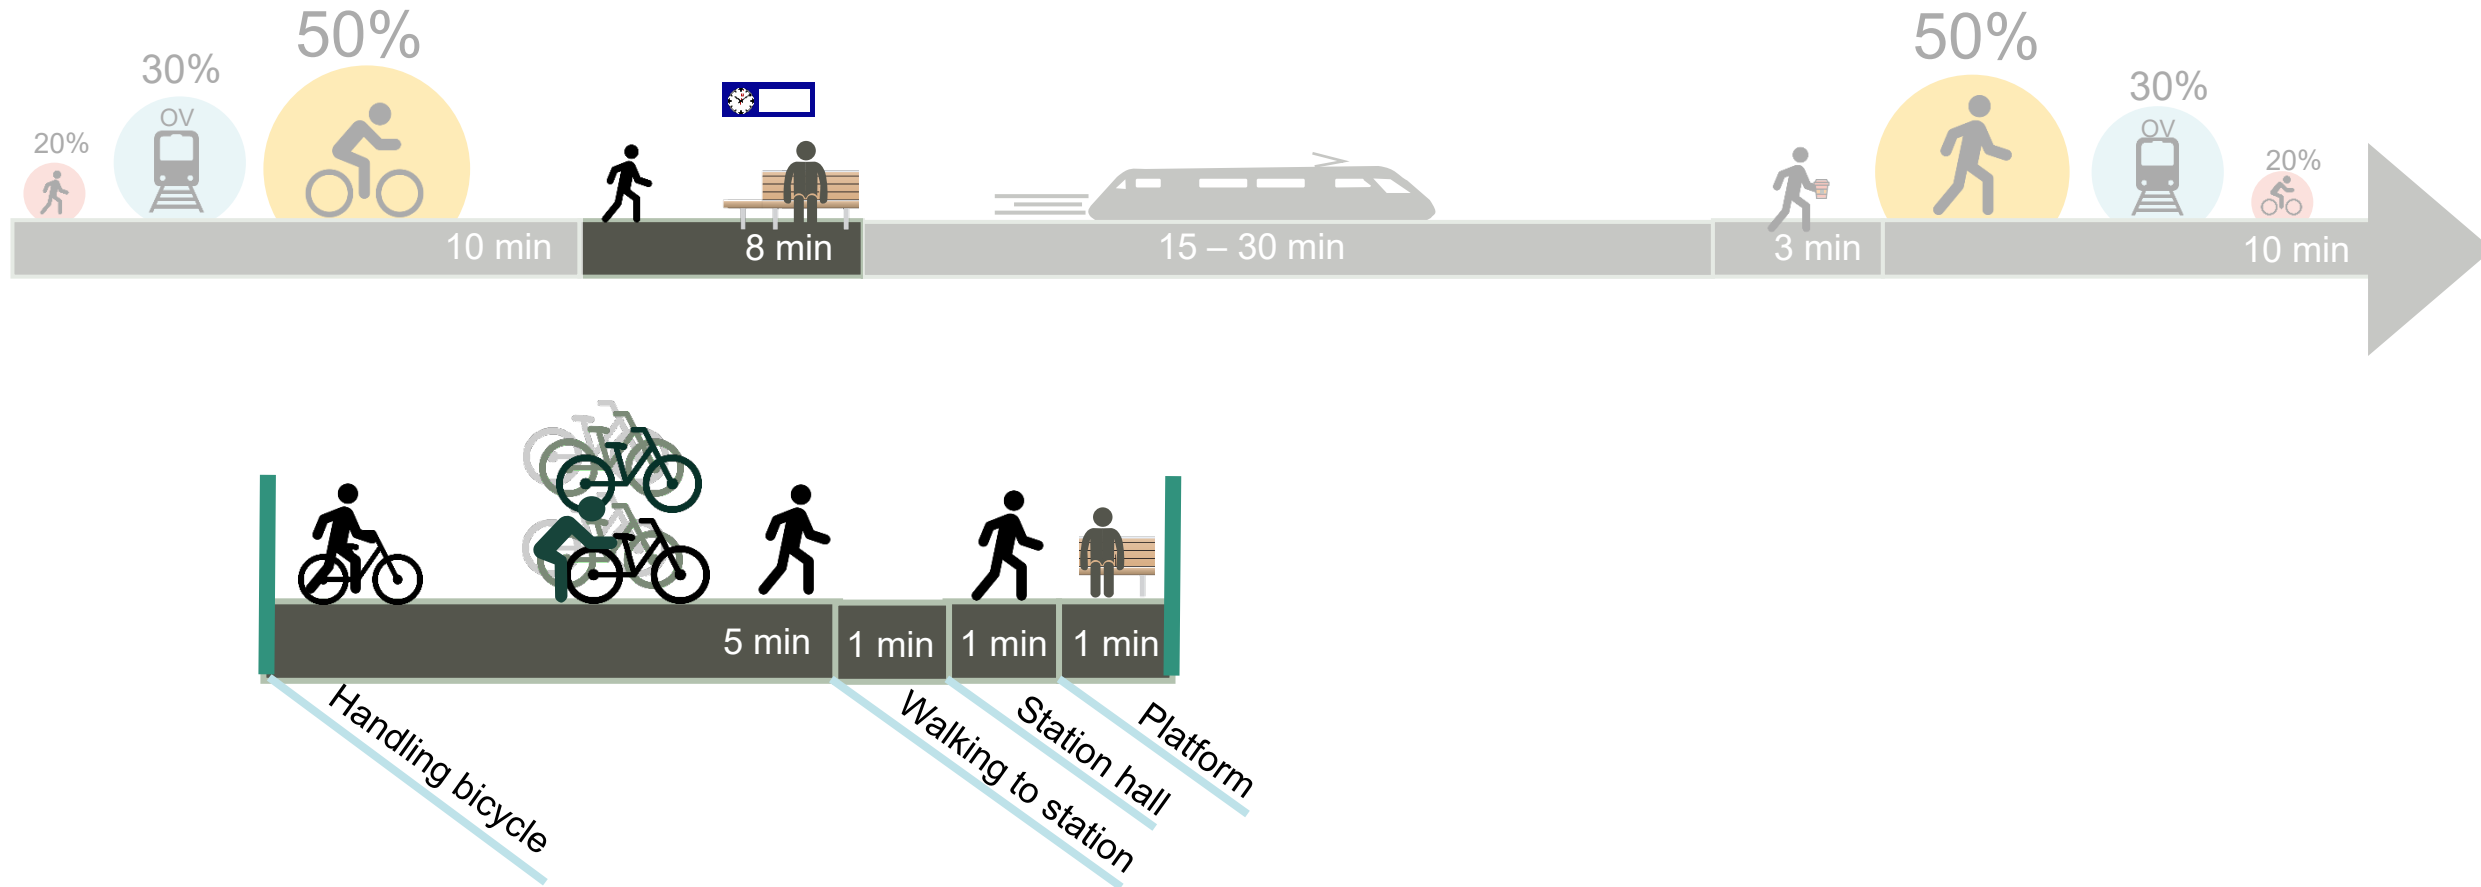 20%
30%
OV
50%
10 min
8 min
15 – 30 min
3 min
50%
30%
OV
20%
10 min
5 min
1 min
1 min
1 min
Handling bicycle
Walking to station
Station hall
Platform